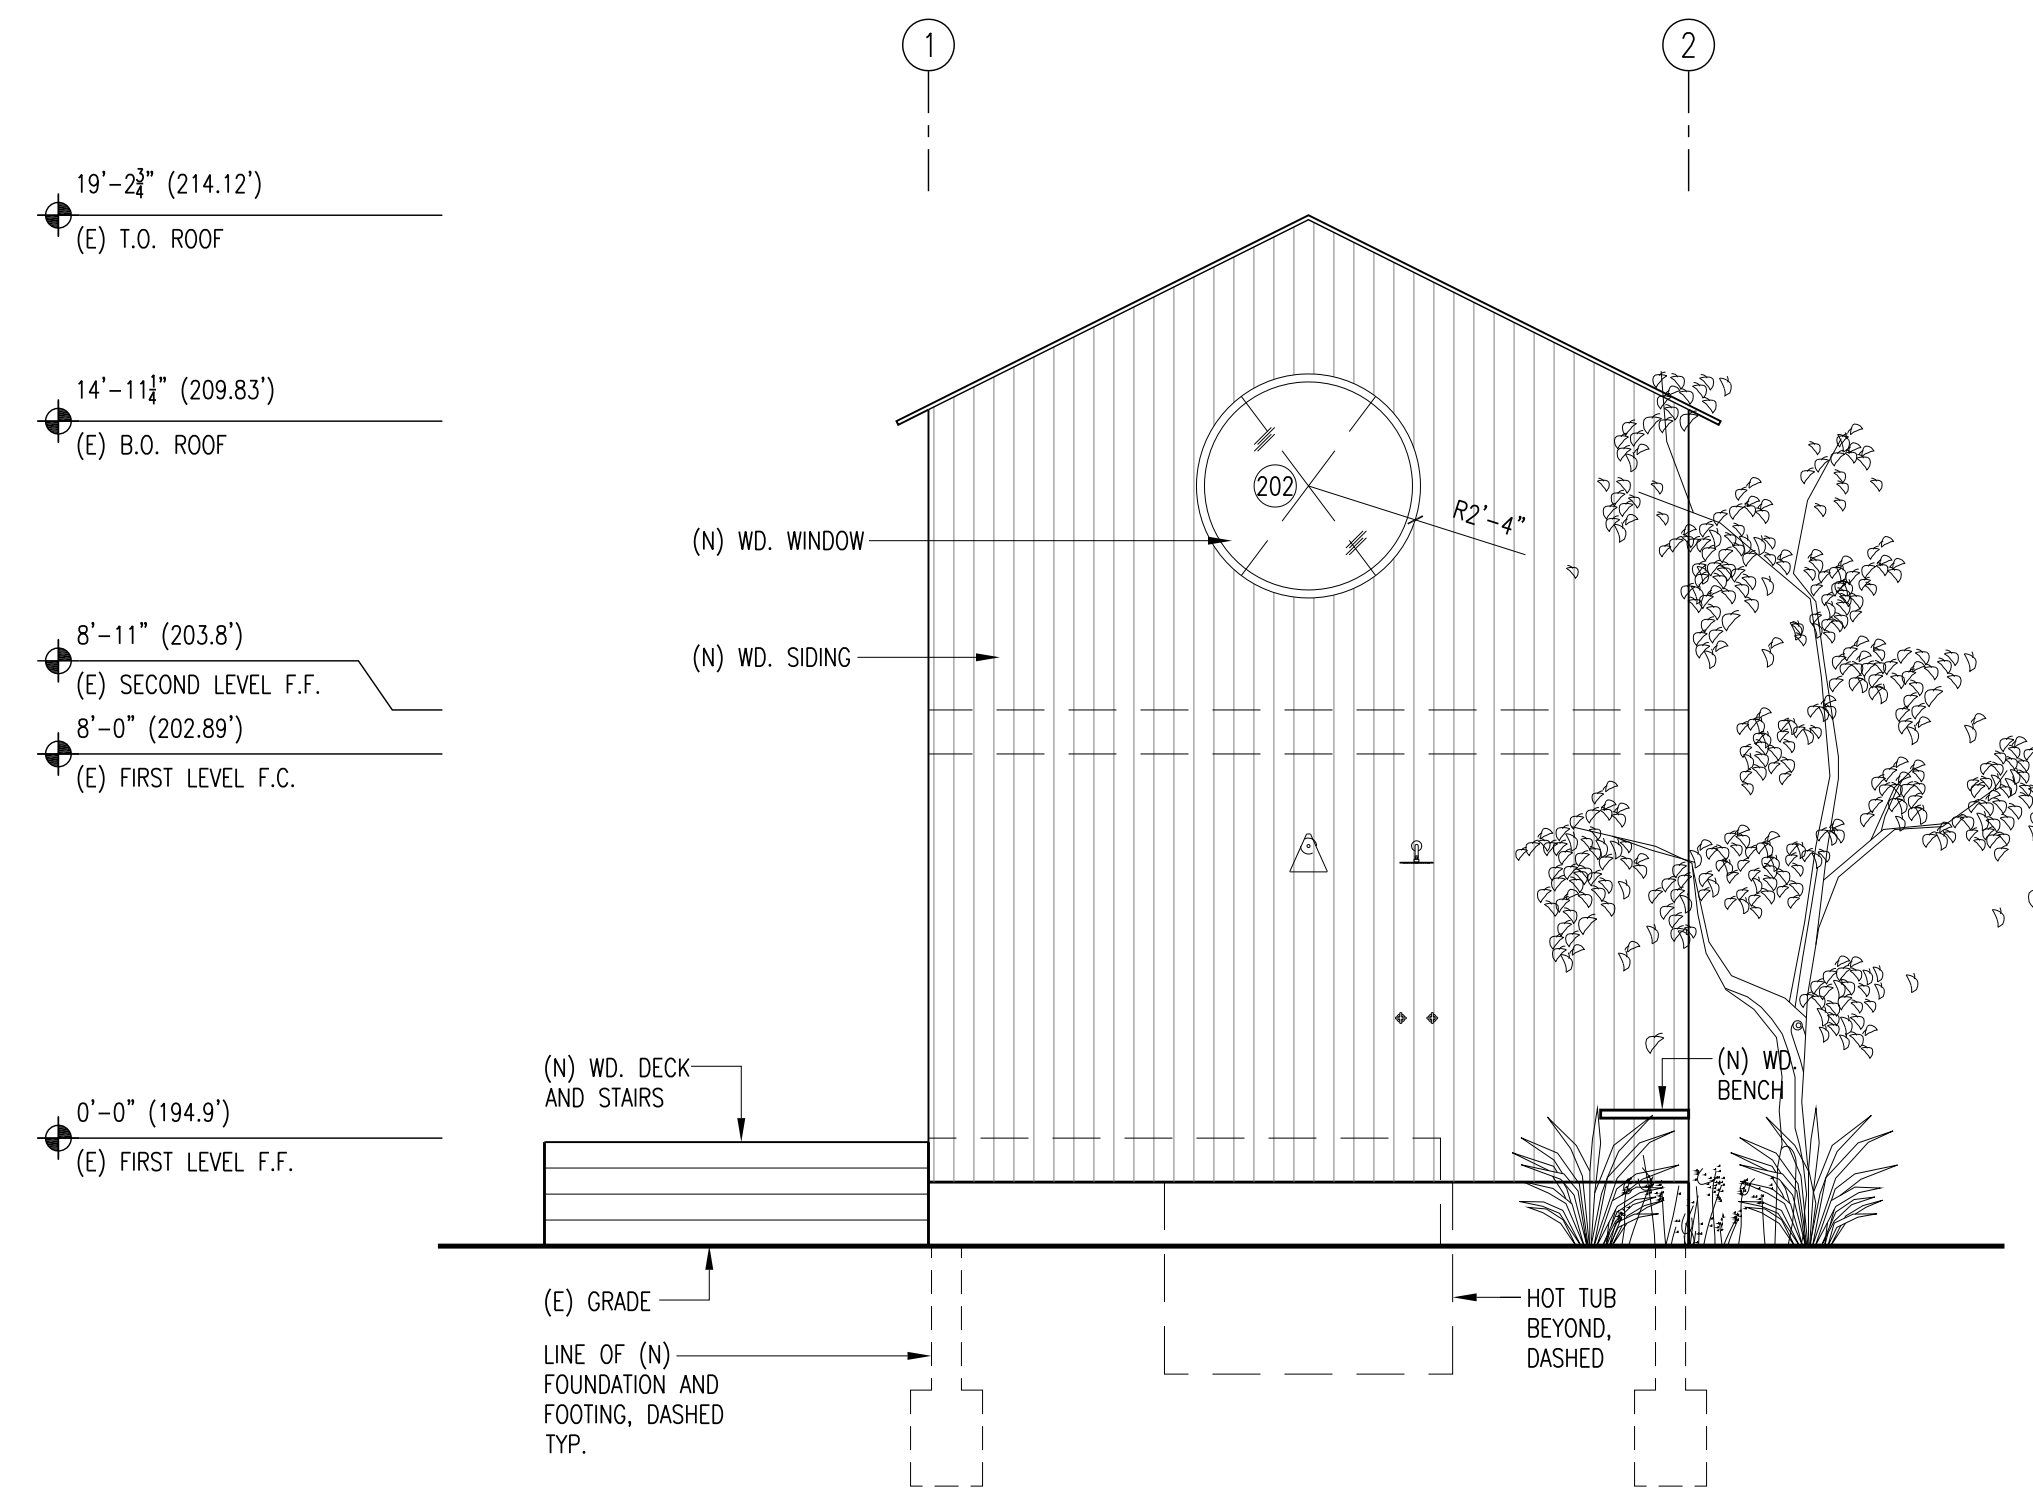 1
2
19'-2¾" (214.12')
(E) T.O. ROOF
14'-11¼" (209.83')
(E) B.O. ROOF
202
R2'-4"
(N) WD. WINDOW
8'-11" (203.8')
(E) SECOND LEVEL F.F.
(N) WD. SIDING
8'-0" (202.89')
(E) FIRST LEVEL F.C.
(N) WD. DECK
AND STAIRS
(N) WD.
BENCH
0'-0" (194.9')
(E) FIRST LEVEL F.F.
(E) GRADE
HOT TUB
BEYOND,
DASHED
LINE OF (N)
FOUNDATION AND
FOOTING, DASHED
TYP.